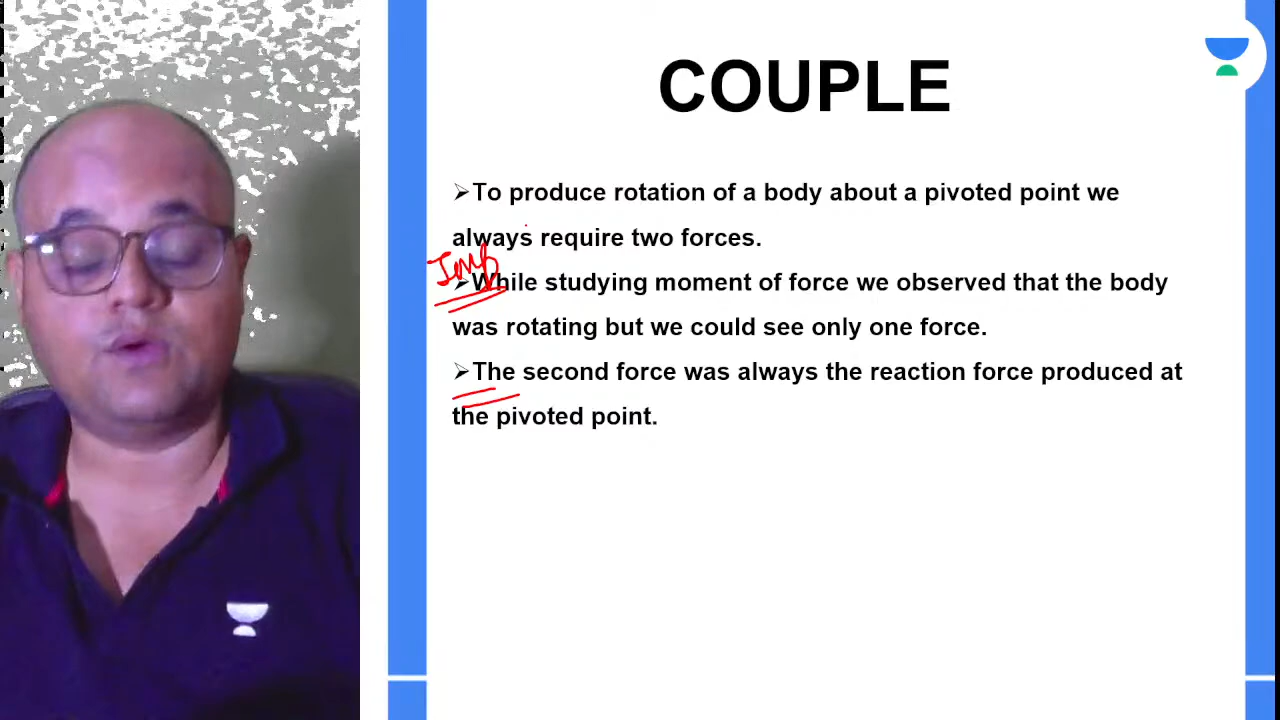 COUPLE
➢To produce rotation of a body about a pivoted point we
always require two forces.
Imp
➢While studying moment of force we observed that the body
was rotating but we could see only one force.
➢The second force was always the reaction force produced at
the pivoted point.